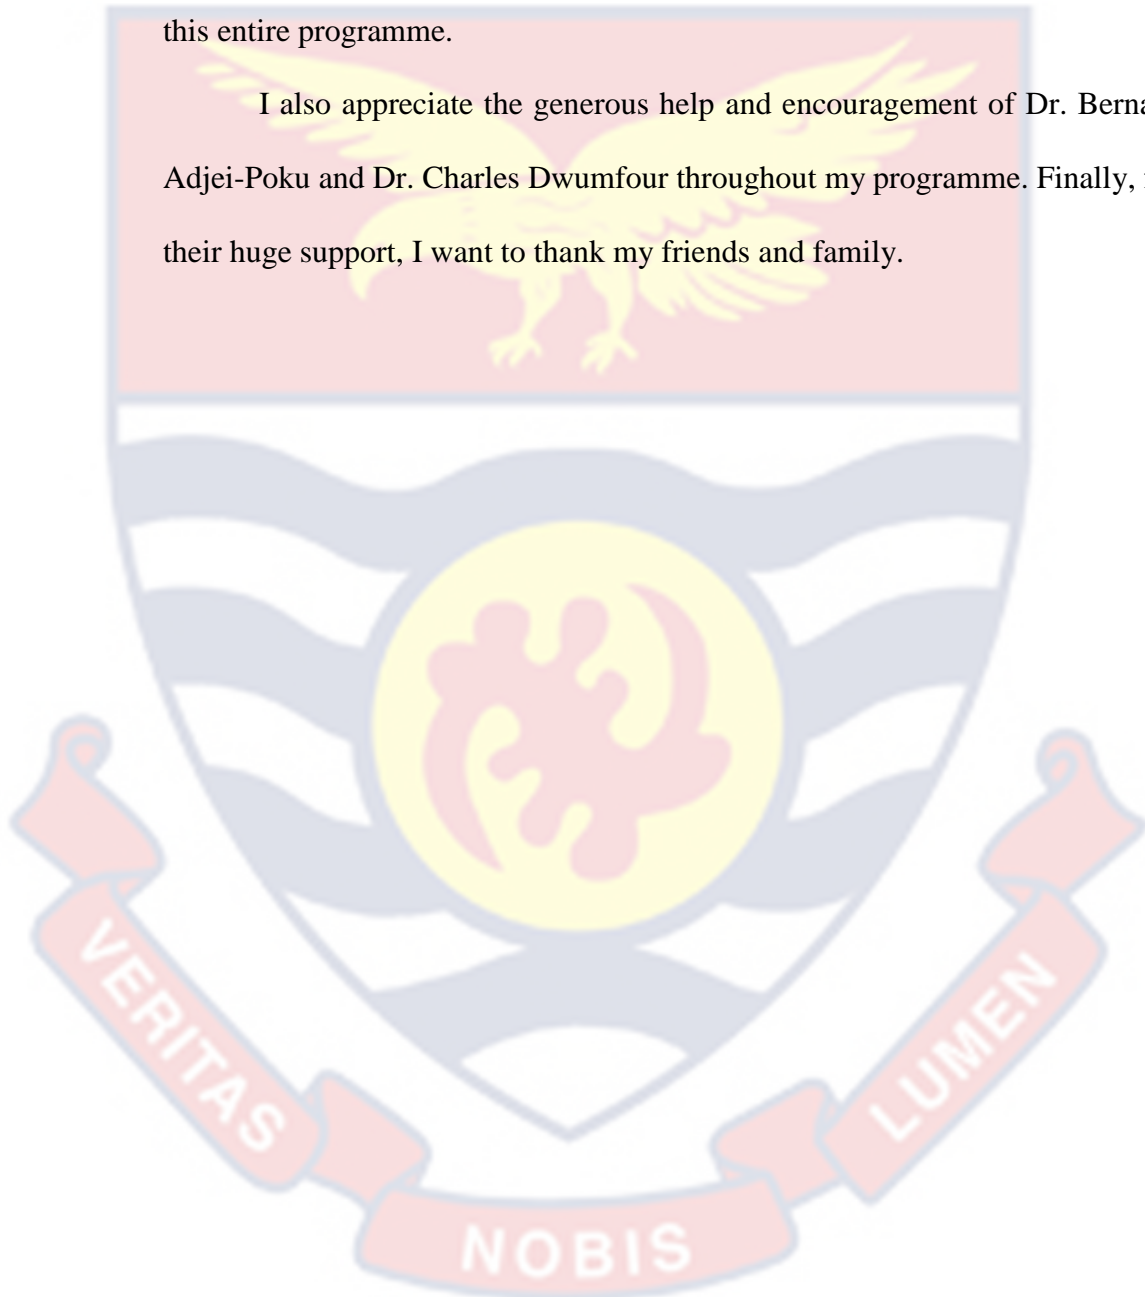 this entire programme.
I also appreciate the generous help and encouragement of Dr.
Adjei-Poku and Dr. Charles Dwumfour throughout my programme. Finally,
their huge support, I want to thank my friends and family.
VERITAS
NOBIS
LUMEN